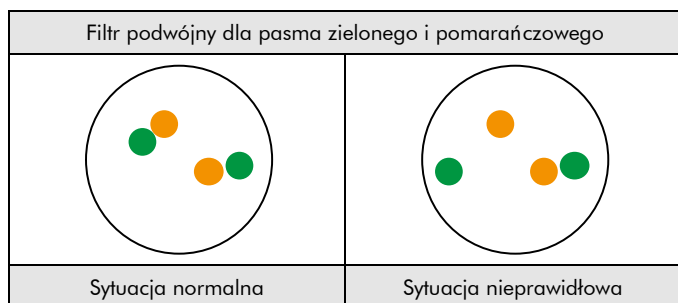 Filtr podwójny dla pasma zielonego i pomarańczowego
Sytuacja normalna
Sytuacja nieprawidłowa